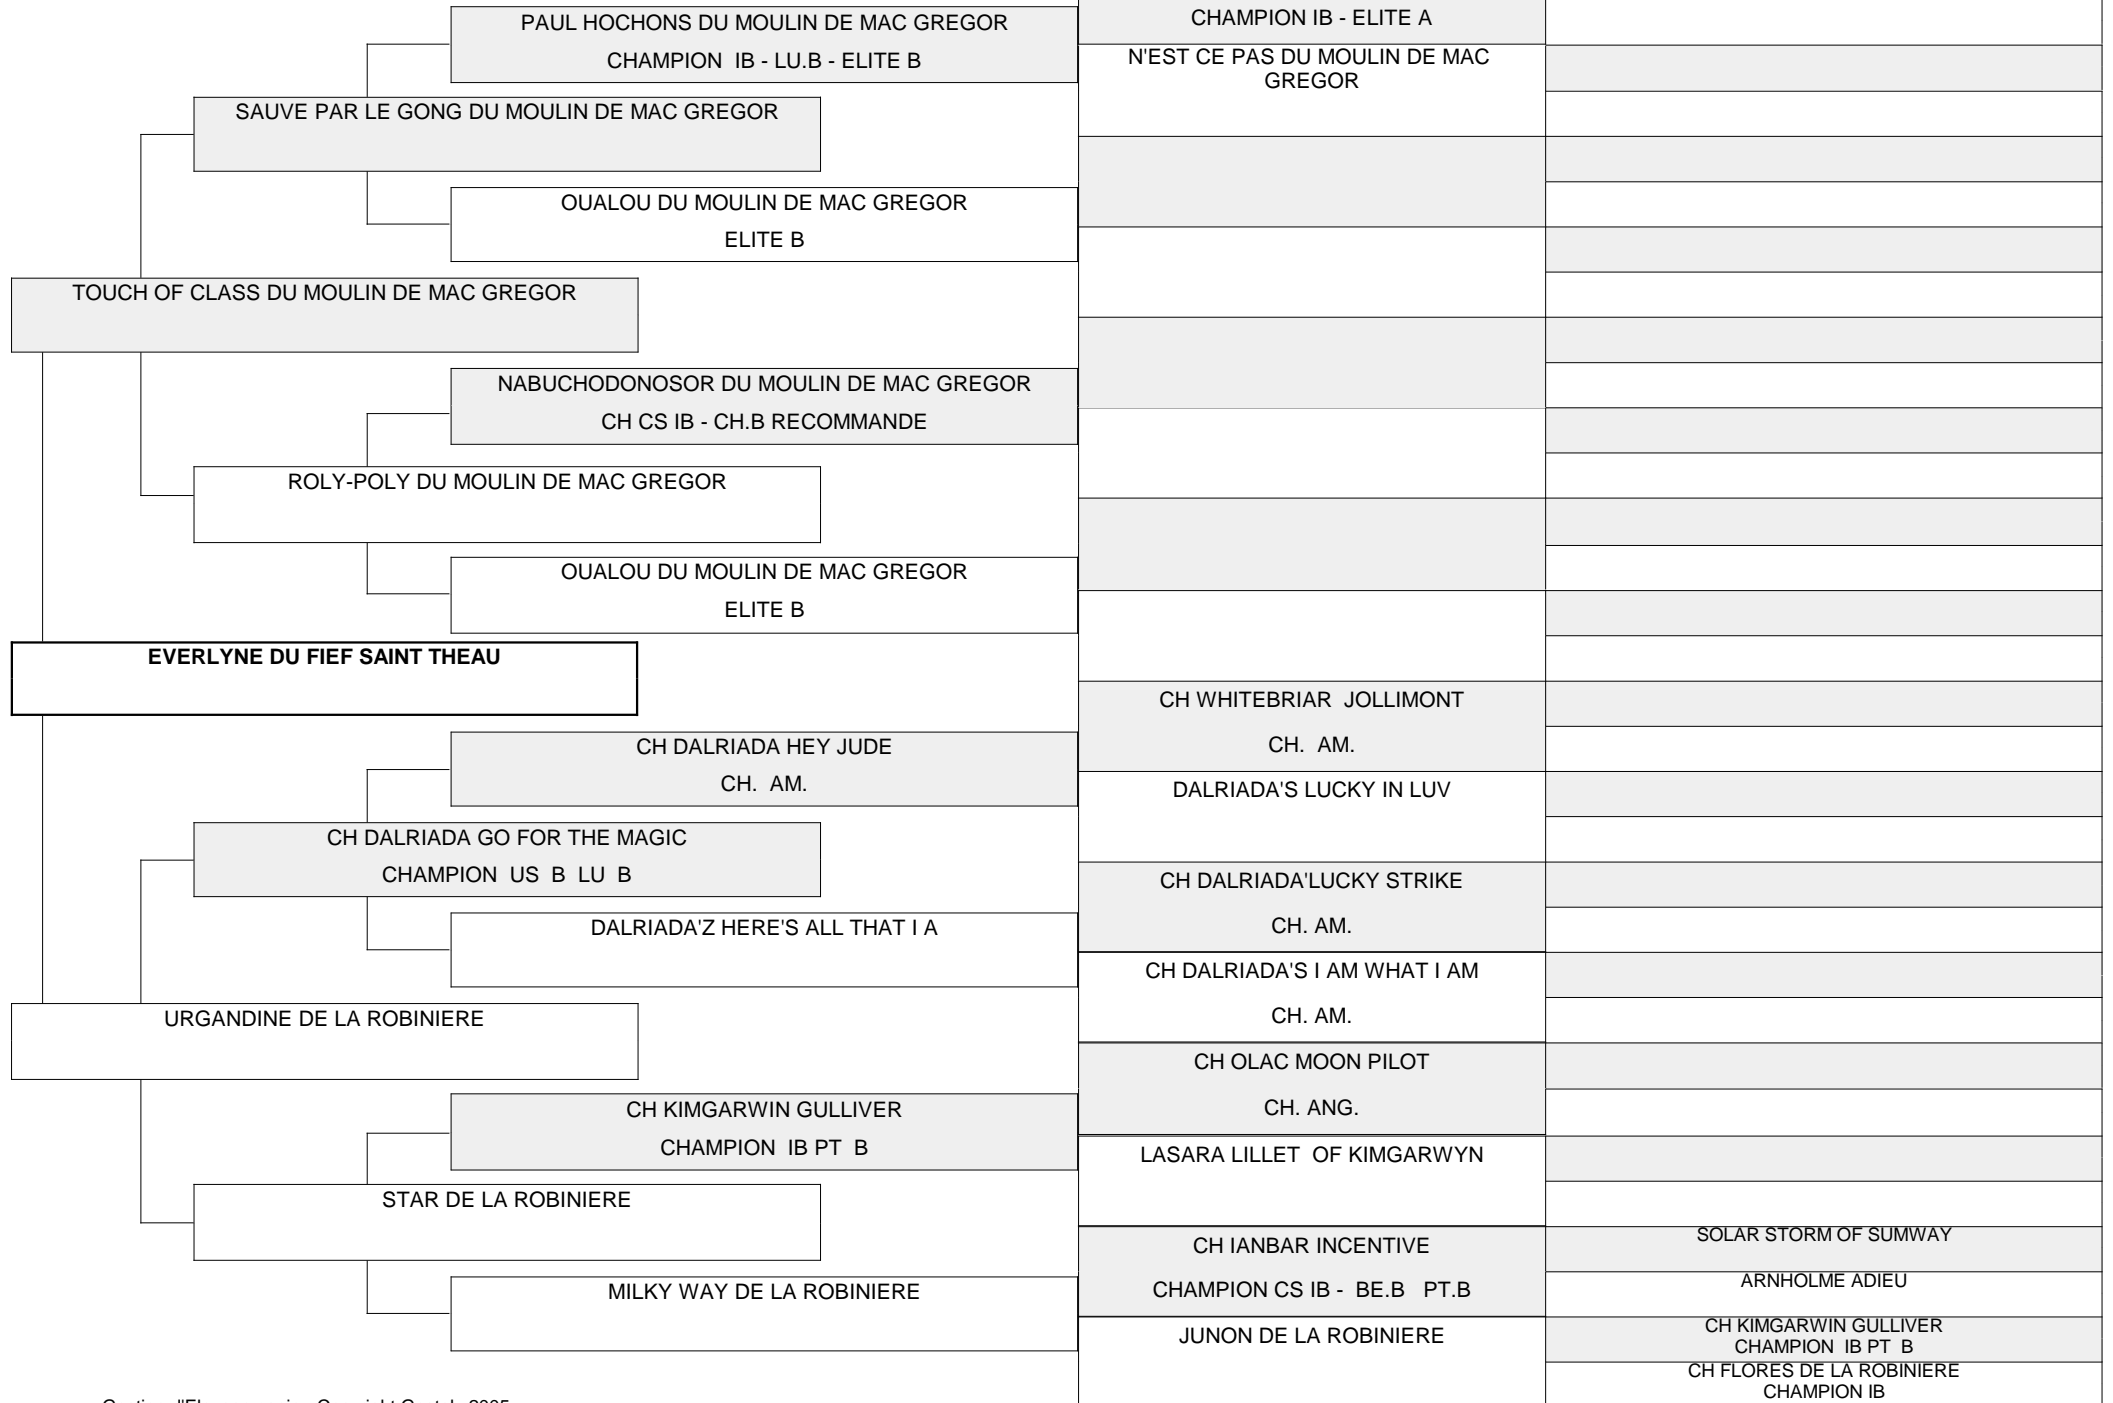 PAUL HOCHONS DU MOULIN DE MAC GREGOR
CHAMPION IB - LU.B - ELITE B
SAUVE PAR LE GONG DU MOULIN DE MAC GREGOR
OUALOU DU MOULIN DE MAC GREGOR
ELITE B
TOUCH OF CLASS DU MOULIN DE MAC GREGOR
NABUCHODONOSOR DU MOULIN DE MAC GREGOR
CH CS IB - CH.B RECOMMANDE
ROLY-POLY DU MOULIN DE MAC GREGOR
OUALOU DU MOULIN DE MAC GREGOR
ELITE B
EVERLYNE DU FIEF SAINT THEAU
CH DALRIADA HEY JUDE
CH. AM.
CH DALRIADA GO FOR THE MAGIC
CHAMPION US B LU B
DALRIADA'Z HERE'S ALL THAT I A
URGANDINE DE LA ROBINIERE
CH KIMGARWIN GULLIVER
CHAMPION IB PT B
STAR DE LA ROBINIERE
MILKY WAY DE LA ROBINIERE
CHAMPION IB - ELITE A
N'EST CE PAS DU MOULIN DE MAC
GREGOR
CH WHITEBRIAR JOLLIMONT
CH. AM.
DALRIADA'S LUCKY IN LUV
CH DALRIADA'LUCKY STRIKE
CH. AM.
CH DALRIADA'S I AM WHAT I AM
CH. AM.
CH OLAC MOON PILOT
CH. ANG.
LASARA LILLET OF KIMGARWYN
CH IANBAR INCENTIVE
CHAMPION CS IB - BE.B PT.B
JUNON DE LA ROBINIERE
SOLAR STORM OF SUMWAY
ARNHOLME ADIEU
CH KIMGARWIN GULLIVER
CHAMPION IB PT B
CH FLORES DE LA ROBINIERE
CHAMPION IB